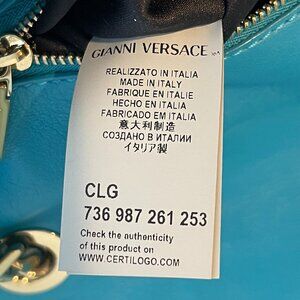 GIANNI VERSACE
REALIZZATO IN ITALIA
MADE IN ITALY
FABRIQUE EN ITALIE
HECHO EN ITALIA
FABRICADO EM ITALIA
意大利制造
СОЗДАНО В ИТАЛИИ
イタリア製
CLG
736 987 261 253
Check the authenticity
of this product on
WWW.CERTILOGO.COM